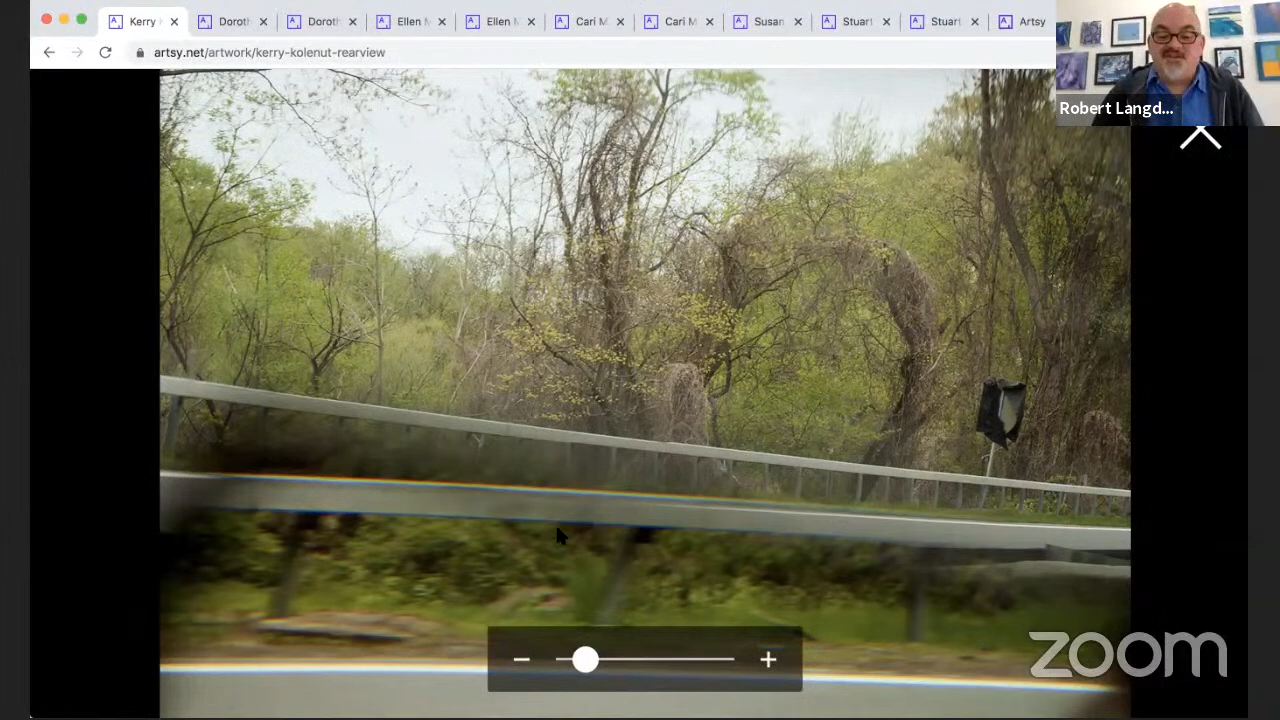 Kerry
Doroth
Doroth
Ellen M
Ellen M
Cari M
Cari M
Susan
Stuart
Stuart
Artsy
artsy.net/artwork/kerry-kolenut-rearview
Robert Langd...
zoom